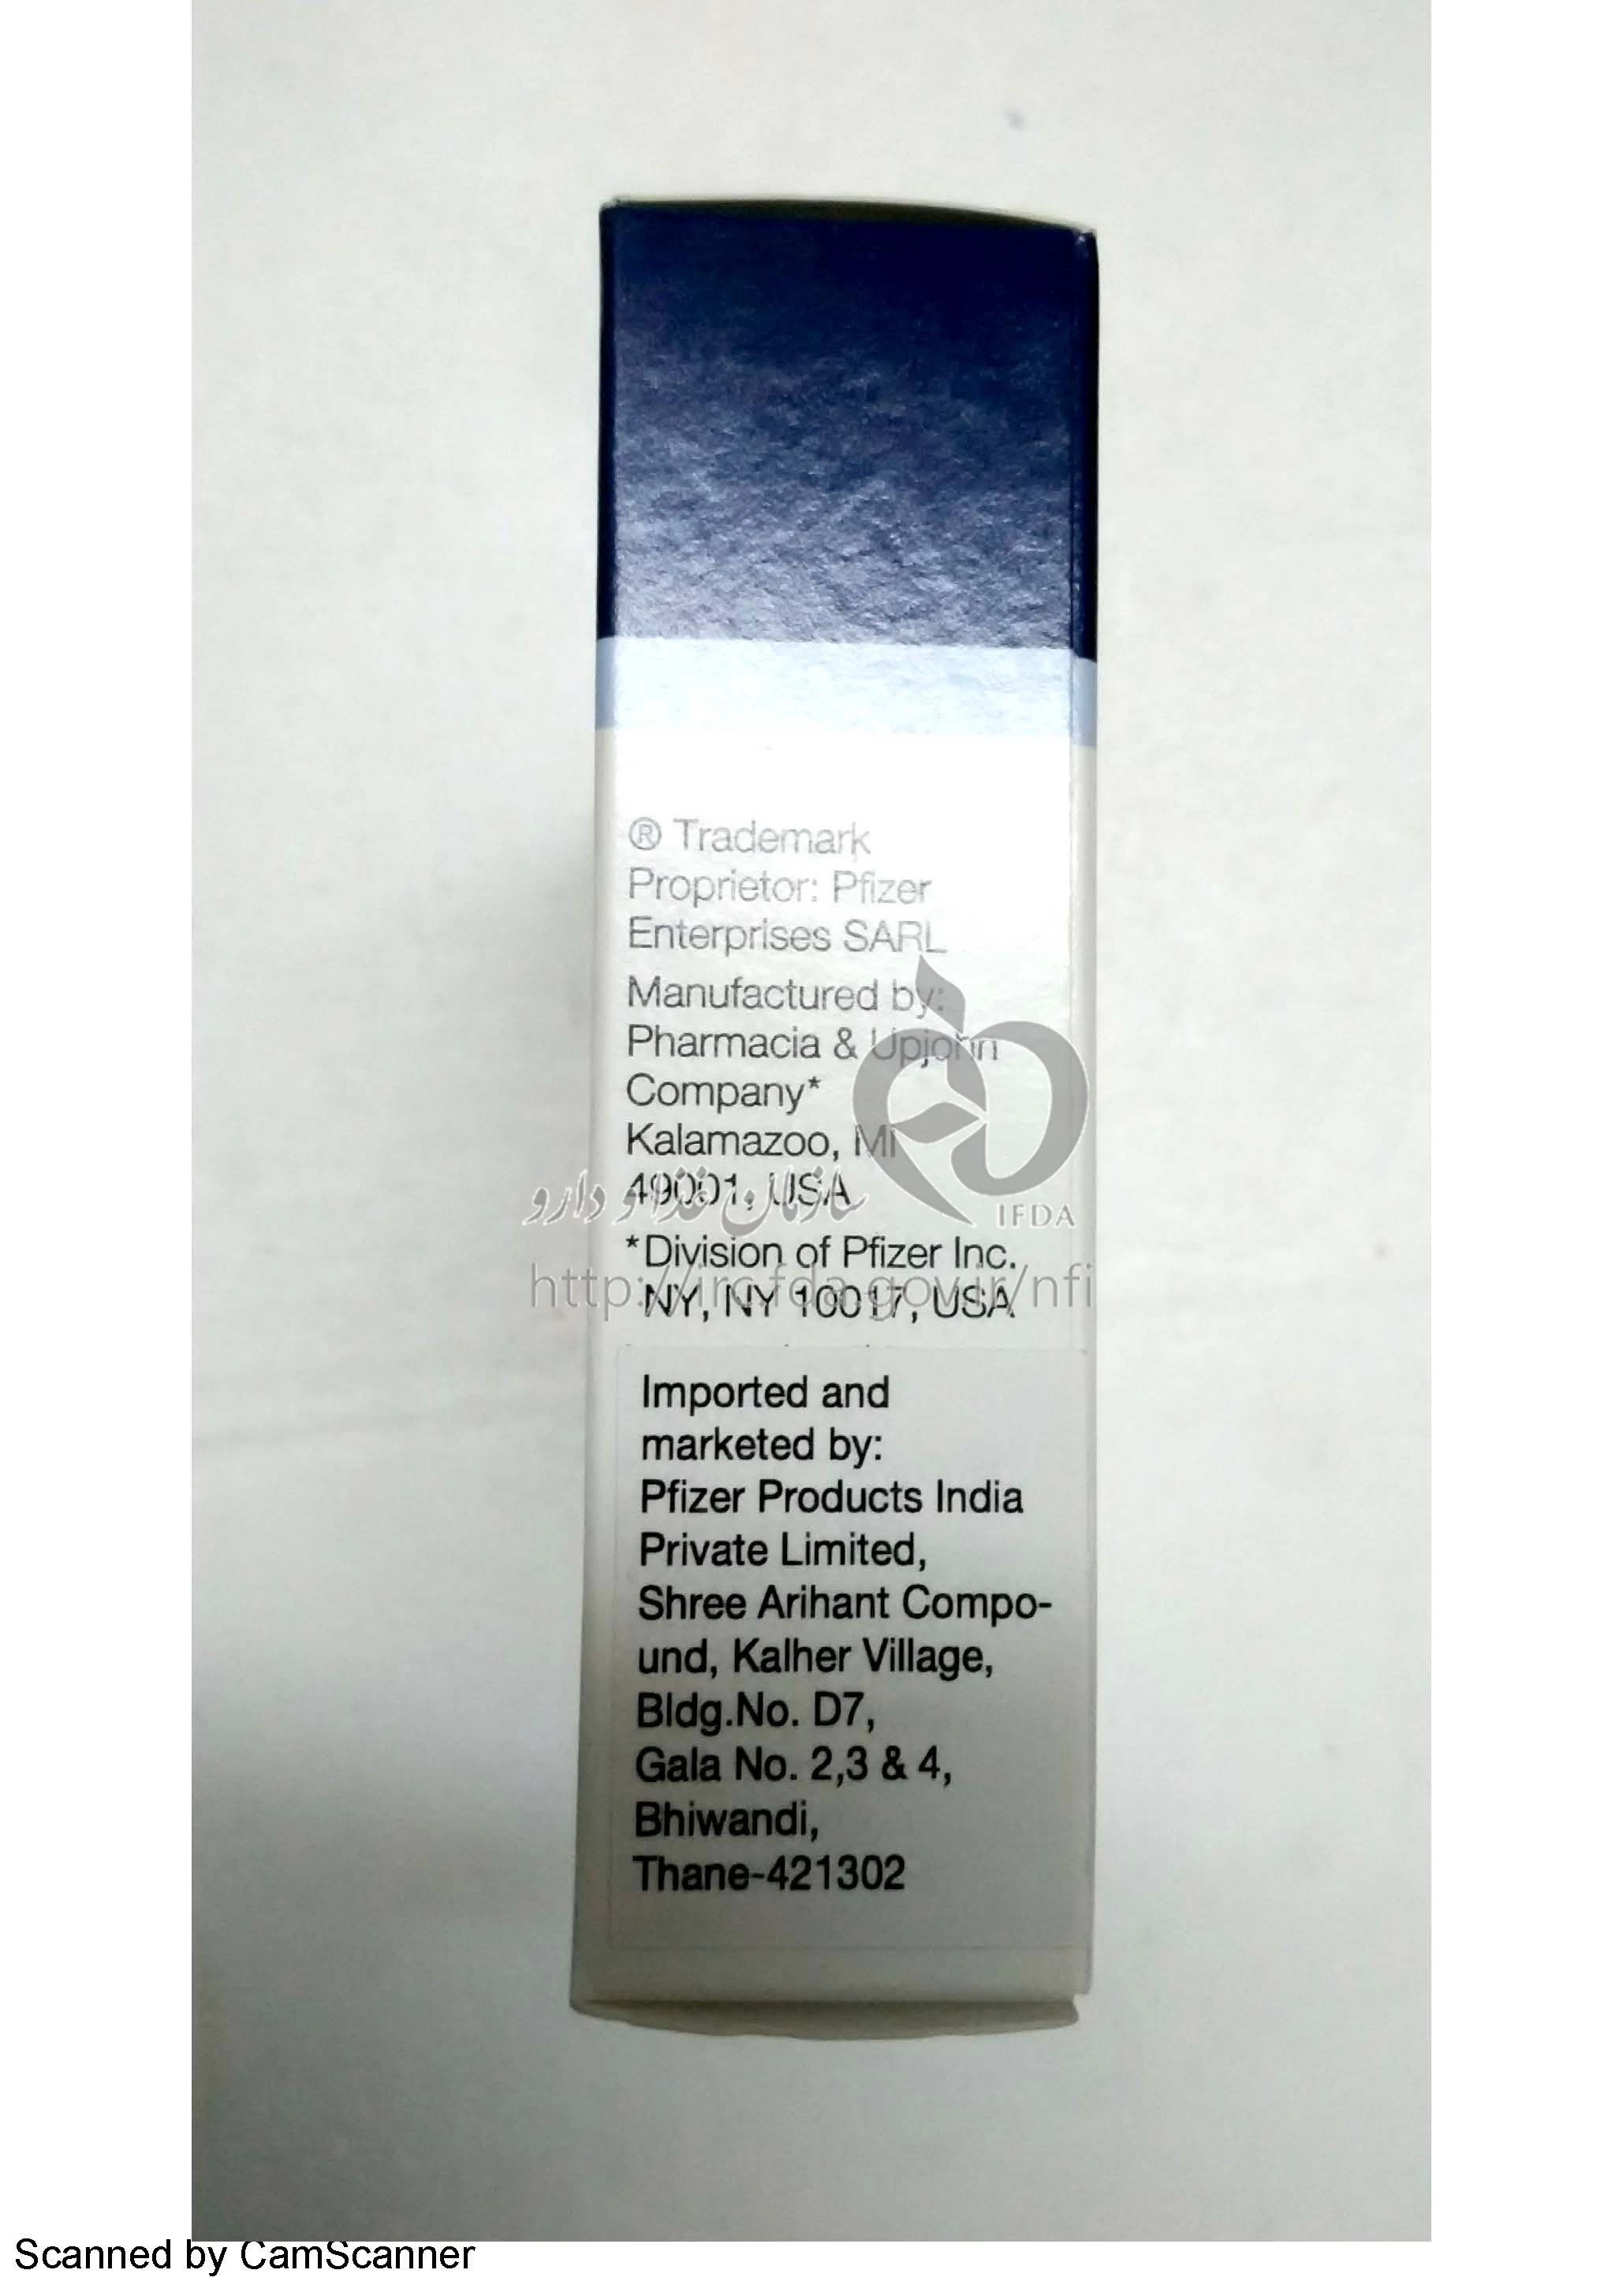 ® Trademark
Proprietor: Pfizer
Enterprises SARL
Manufactured by:
Pharmacia & Upjohn
Company*
Kalamazoo, MI
49001, USA
سازمان غذا و دارو
IFDA
*Division of Pfizer Inc.
http://irc.fda.gov.ir/nfi
NY, NY 10017, USA
Imported and
marketed by:
Pfizer Products India
Private Limited,
Shree Arihant Compo-
und, Kalher Village,
Bldg.No. D7,
Gala No. 2,3 & 4,
Bhiwandi,
Thane-421302
Scanned by CamScanner